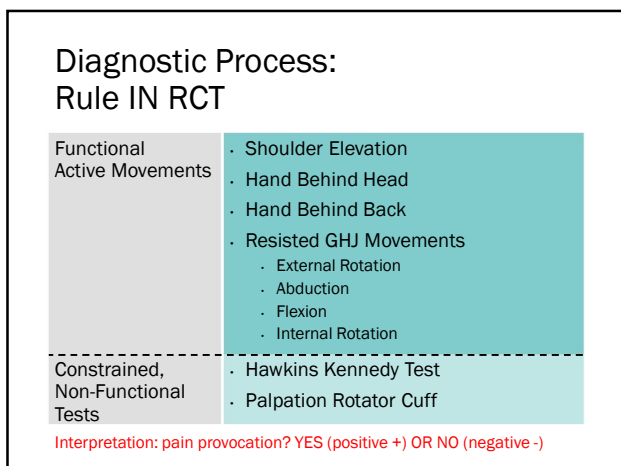 Diagnostic Process:
Rule IN RCT
Functional
Active Movements
· Shoulder Elevation
· Hand Behind Head
· Hand Behind Back
· Resisted GHJ Movements
· External Rotation
· Abduction
· Flexion
· Internal Rotation
Constrained,
Non-Functional
Tests
· Hawkins Kennedy Test
· Palpation Rotator Cuff
Interpretation: pain provocation? YES (positive +) OR NO (negative -)